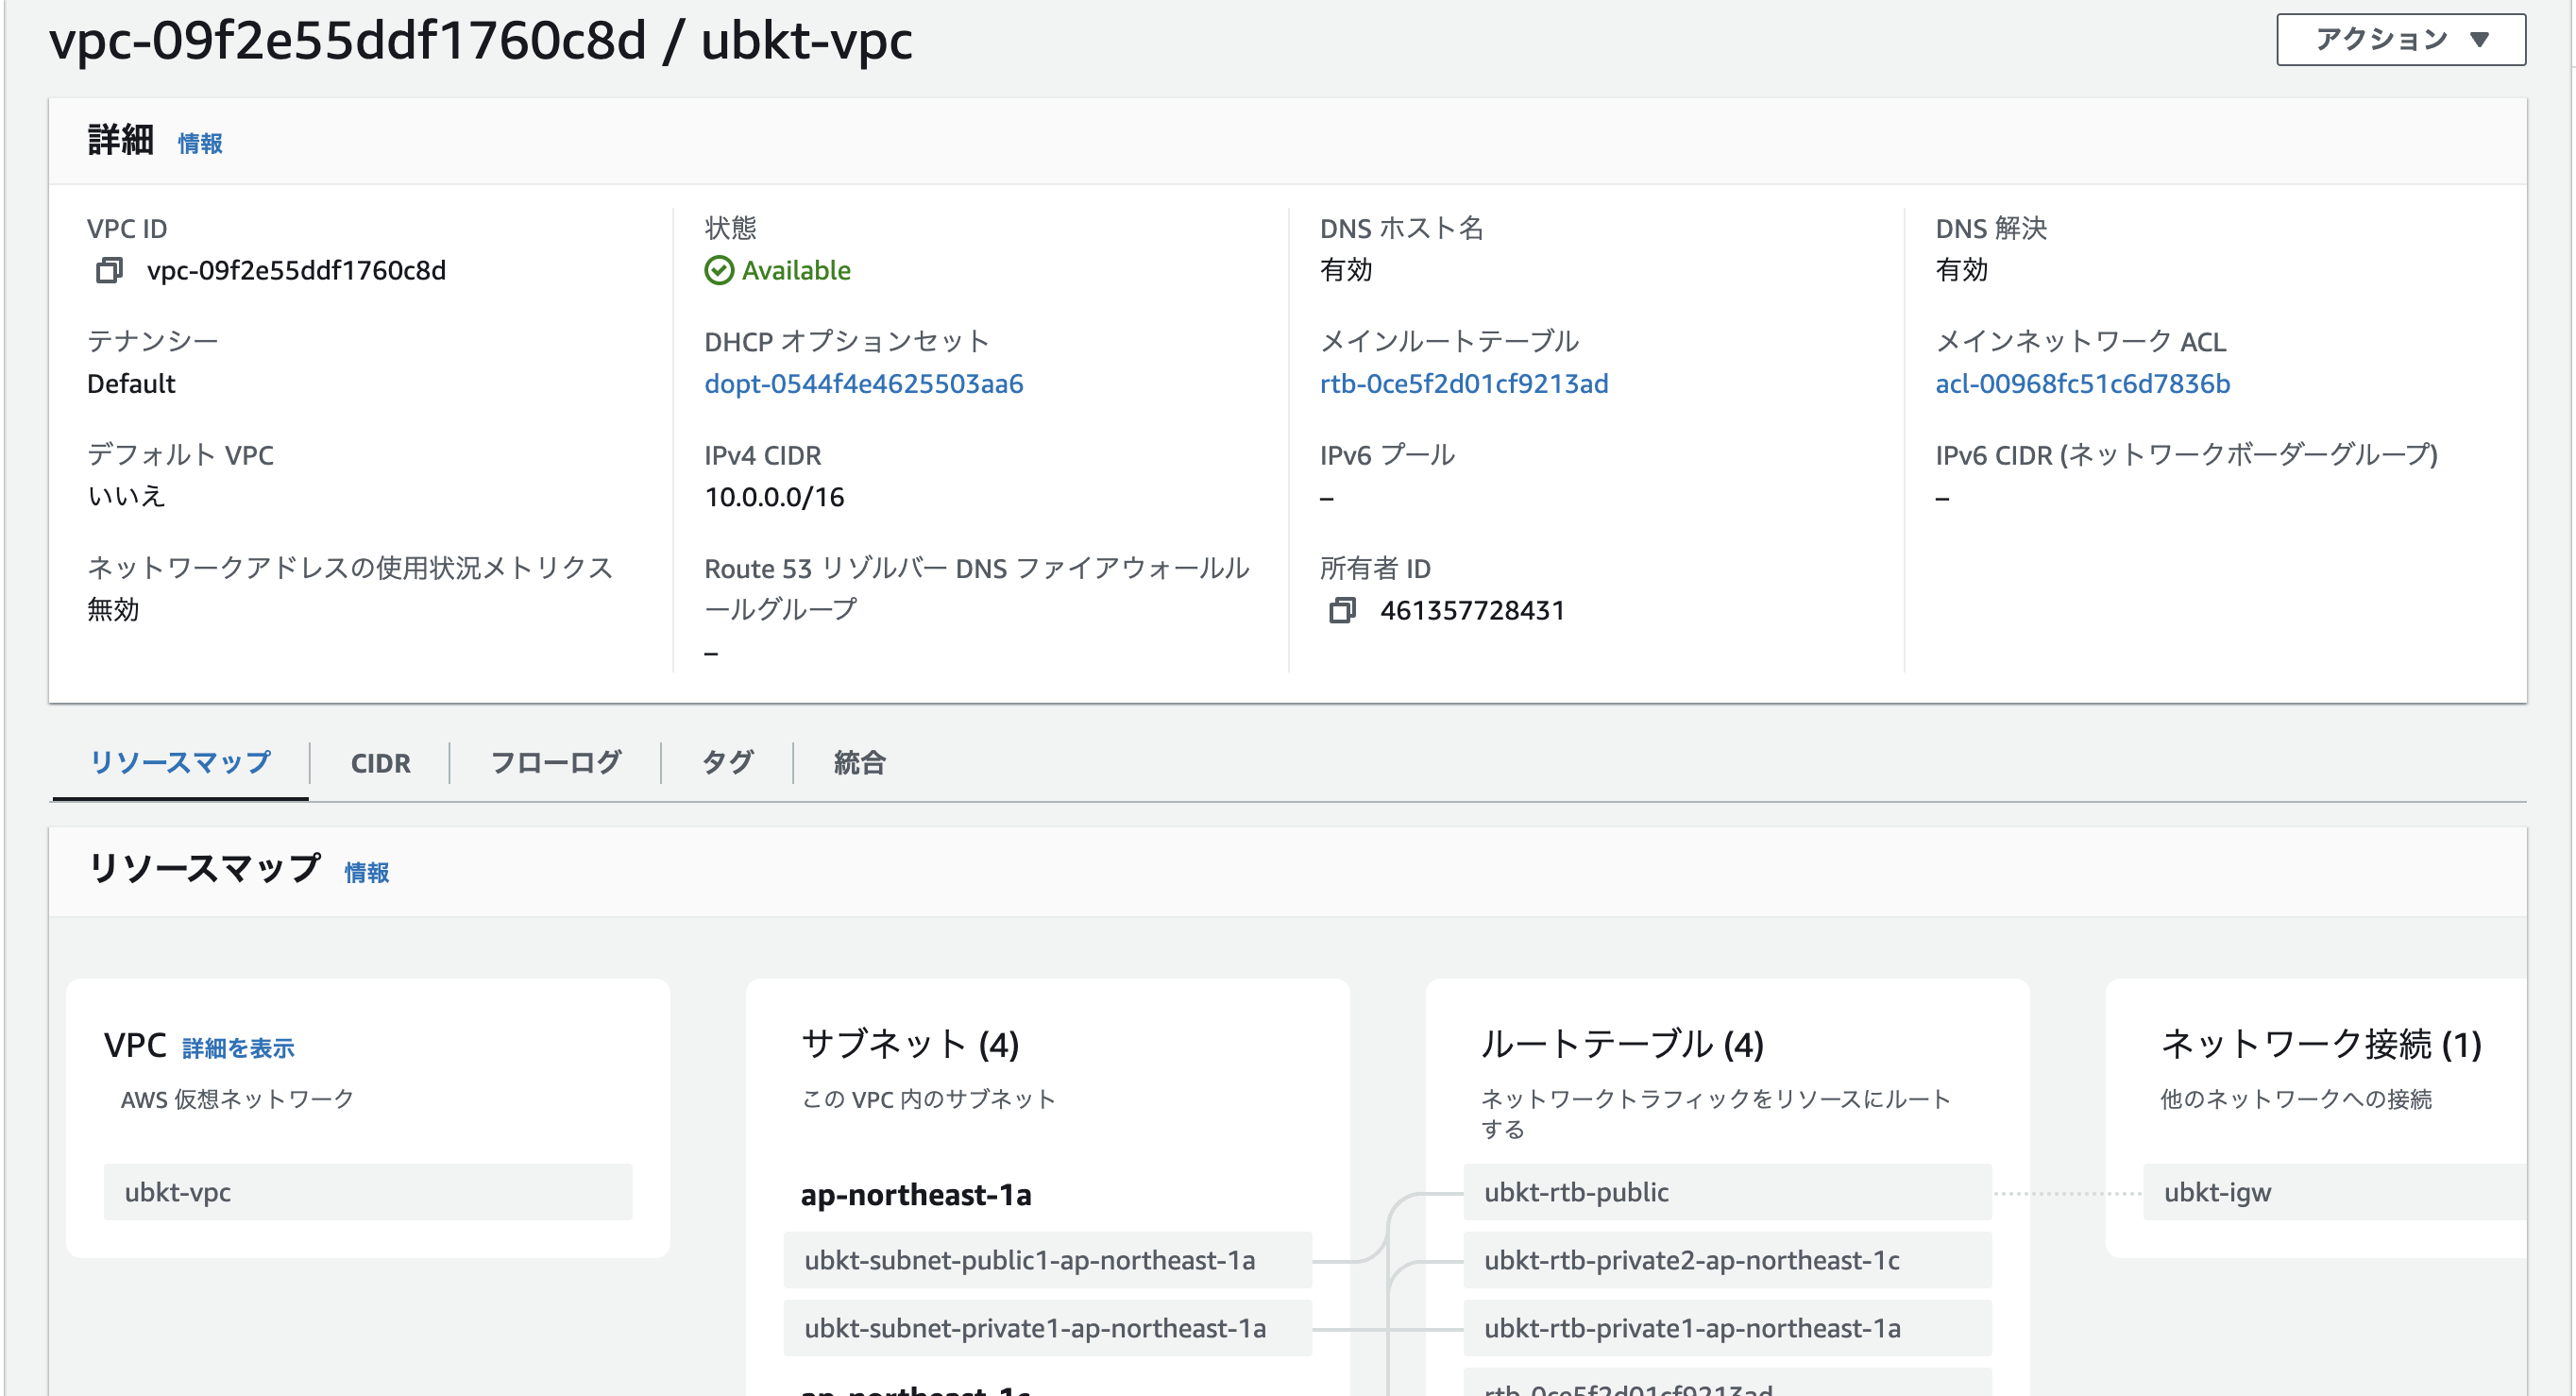 vpc-09f2e55ddf1760c8d / ubkt-vpc
アクション ▼
詳細 情報
VPC ID
vpc-09f2e55ddf1760c8d
状態
Available
DNS ホスト名
有効
DNS 解決
有効
テナンシー
Default
DHCP オプションセット
dopt-0544f4e4625503aa6
メインルートテーブル
rtb-0ce5f2d01cf9213ad
メインネットワーク ACL
acl-00968fc51c6d7836b
デフォルト VPC
いいえ
IPv4 CIDR
10.0.0.0/16
IPv6 プール
–
IPv6 CIDR (ネットワークボーダーグループ)
–
ネットワークアドレスの使用状況メトリクス
無効
Route 53 リゾルバー DNS ファイアウォールル
ールグループ
–
所有者 ID
461357728431
リソースマップ
CIDR
フローログ
タグ
統合
リソースマップ 情報
VPC 詳細を表示
AWS 仮想ネットワーク
ubkt-vpc
サブネット (4)
この VPC 内のサブネット
ap-northeast-1a
ubkt-subnet-public1-ap-northeast-1a
ubkt-subnet-private1-ap-northeast-1a
ap-northeast-1c
ルートテーブル (4)
ネットワークトラフィックをリソースにルート
する
ubkt-rtb-public
ubkt-rtb-private2-ap-northeast-1c
ubkt-rtb-private1-ap-northeast-1a
rtb-0ce5f2d01cf9213ad
ネットワーク接続 (1)
他のネットワークへの接続
ubkt-igw